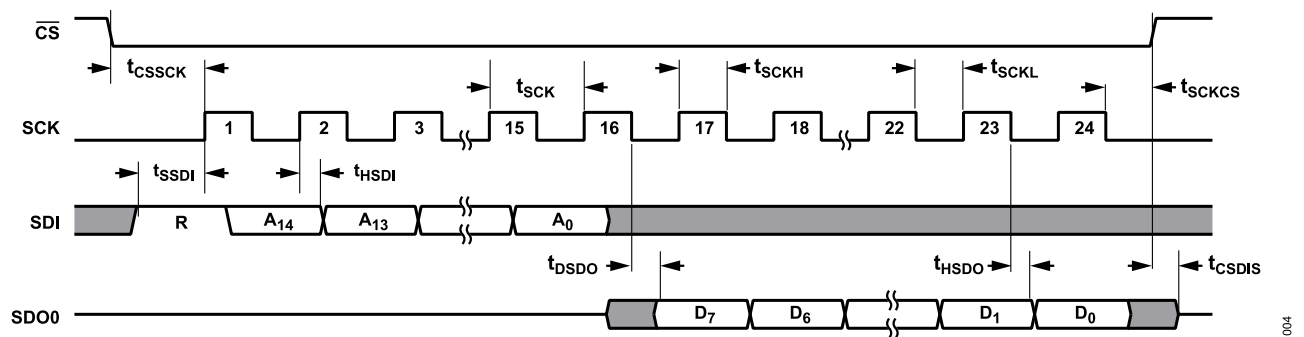 CS
tCSSCK tSCK tSCKH tSCKL tSCKCS
SCK 1 2 3 15 16 17 18 22 23 24
tSSDI tHSDI
SDI R A14 A13 A0
tDSDO tHSDO tCSDIS
SDO0 D7 D6 D1 D0
004